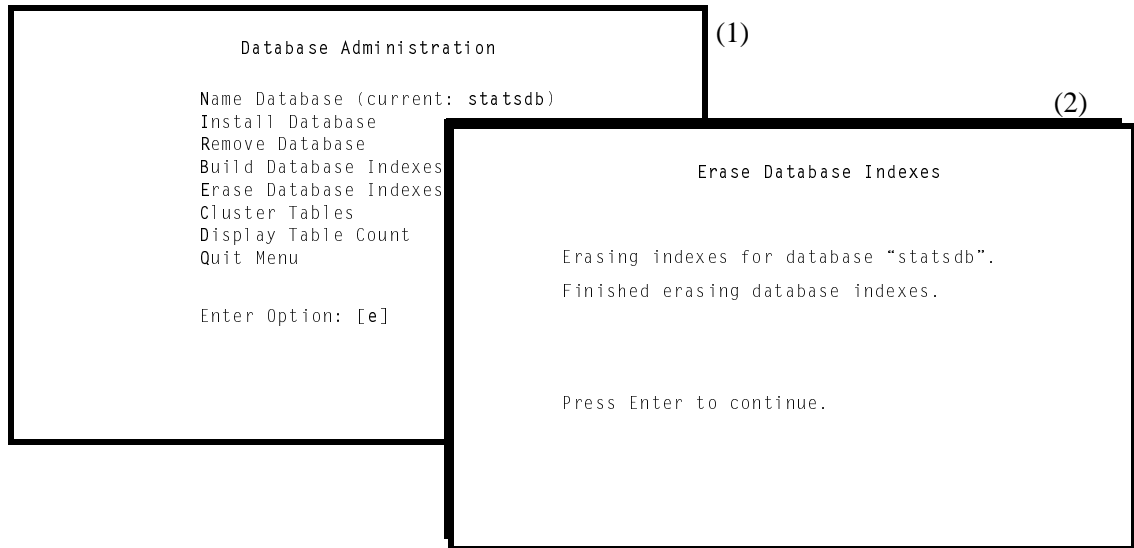 (1)
Database Administration
Name Database (current: statsdb)
Install Database
Remove Database
Build Database Indexes
Erase Database Indexes
Cluster Tables
Display Table Count
Quit Menu
Enter Option: [e]
(2)
Erase Database Indexes
Erasing indexes for database “statsdb”.
Finished erasing database indexes.
Press Enter to continue.